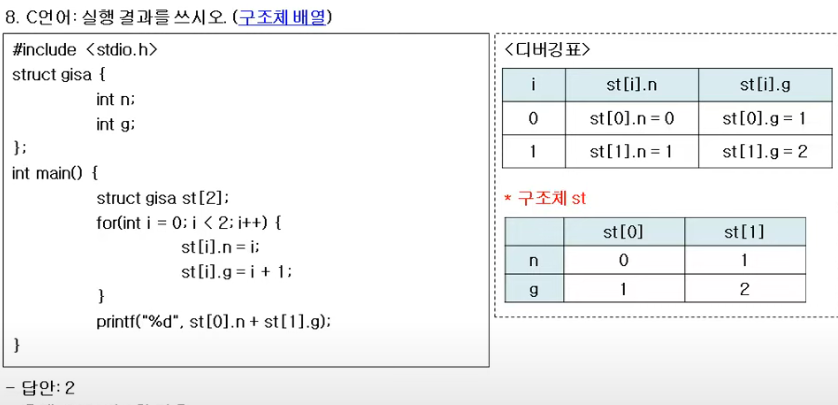 8. C언어: 실행 결과를 쓰시오. (구조체 배열)
#include <stdio.h>
struct gisa {
int n;
int g;
};
int main() {
struct gisa st[2];
for(int i = 0; i < 2; i++) {
st[i].n = i;
st[i].g = i + 1;
}
printf("%d", st[0].n + st[1].g);
}
<디버깅표>
i st[i].n st[i].g
0 st[0].n = 0 st[0].g = 1
1 st[1].n = 1 st[1].g = 2
* 구조체 st
st[0] st[1]
n 0 1
g 1 2
- 답안: 2